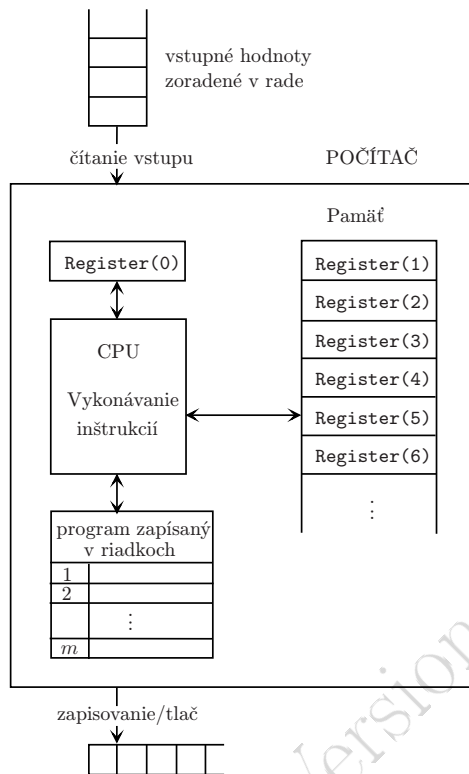 vstupné hodnoty
zoradené v rade
čítanie vstupu
POČÍTAČ
Pamäť
Register(0)
Register(1)
Register(2)
Register(3)
Register(4)
Register(5)
Register(6)
⋮
CPU
Vykonávanie
inštrukcií
program zapísaný
v riadkoch
1
2
⋮
m
zapisovanie/tlač
Version